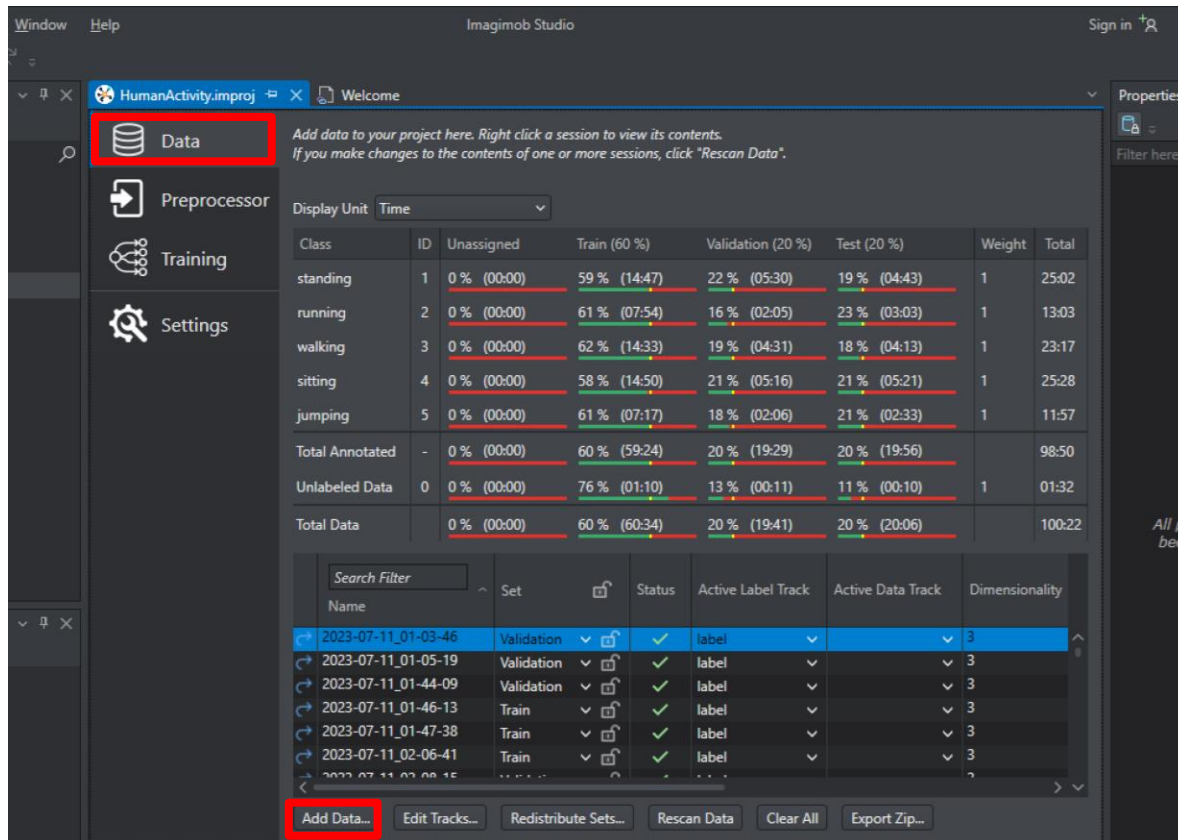 Window Help Imagimob Studio Sign in
HumanActivity.improj Welcome
Properties
Data
Preprocessor
Training
Settings
Add data to your project here. Right click a session to view its contents.
If you make changes to the contents of one or more sessions, click "Rescan Data".
Filter here
Display Unit Time
Class ID Unassigned Train (60 %) Validation (20 %) Test (20 %) Weight Total
standing 1 0 % (00:00) 59 % (14:47) 22 % (05:30) 19 % (04:43) 1 25:02
running 2 0 % (00:00) 61 % (07:54) 16 % (02:05) 23 % (03:03) 1 13:03
walking 3 0 % (00:00) 62 % (14:33) 19 % (04:31) 18 % (04:13) 1 23:17
sitting 4 0 % (00:00) 58 % (14:50) 21 % (05:16) 21 % (05:21) 1 25:28
jumping 5 0 % (00:00) 61 % (07:17) 18 % (02:06) 21 % (02:33) 1 11:57
Total Annotated - 0 % (00:00) 60 % (59:24) 20 % (19:29) 20 % (19:56) 98:50
Unlabeled Data 0 0 % (00:00) 76 % (01:10) 13 % (00:11) 11 % (00:10) 1 01:32
Total Data 0 % (00:00) 60 % (60:34) 20 % (19:41) 20 % (20:06) 100:22
All
Search Filter
Name Set Status Active Label Track Active Data Track Dimensionality
2023-07-11_01-03-46 Validation label 3
2023-07-11_01-05-19 Validation label 3
2023-07-11_01-44-09 Validation label 3
2023-07-11_01-46-13 Train label 3
2023-07-11_01-47-38 Train label 3
2023-07-11_02-06-41 Train label 3
Add Data... Edit Tracks... Redistribute Sets... Rescan Data Clear All Export Zip...